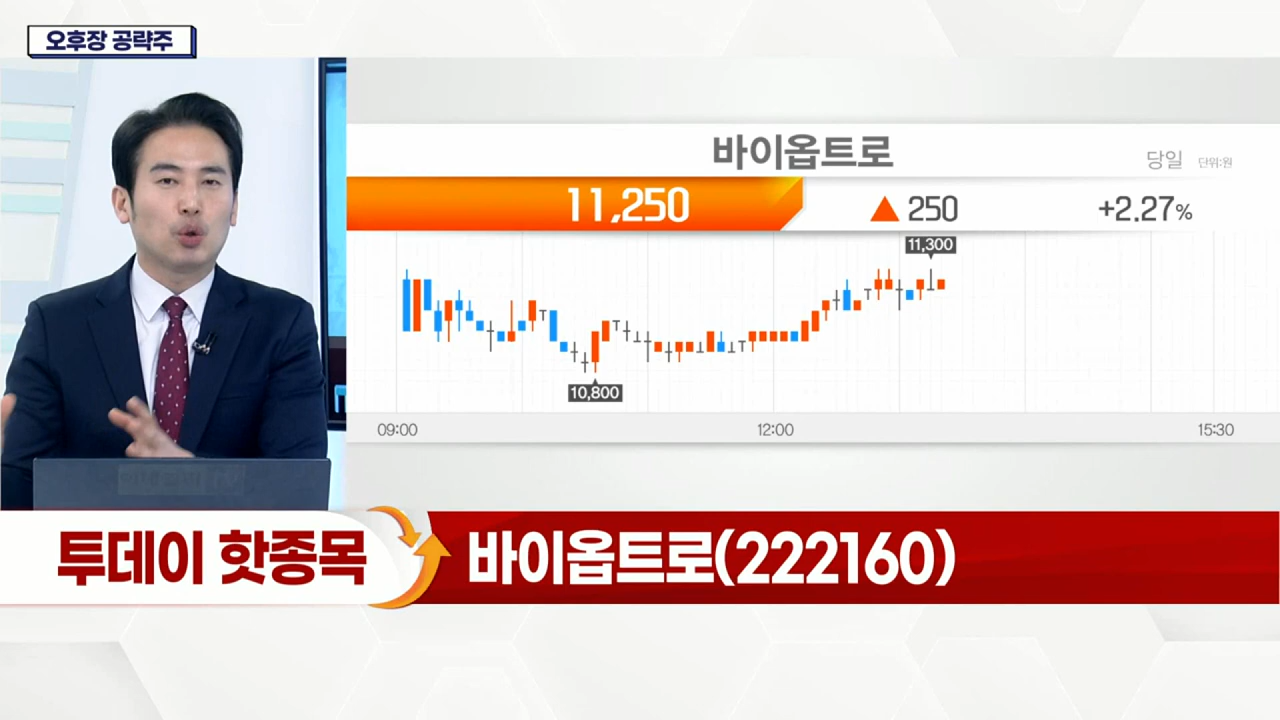 오후장 공략주
바이옵트로
당일 단위:원
11,250 ▲ 250 +2.27%
11,300
10,800
09:00 12:00 15:30
투데이 핫종목 바이옵트로(222160)